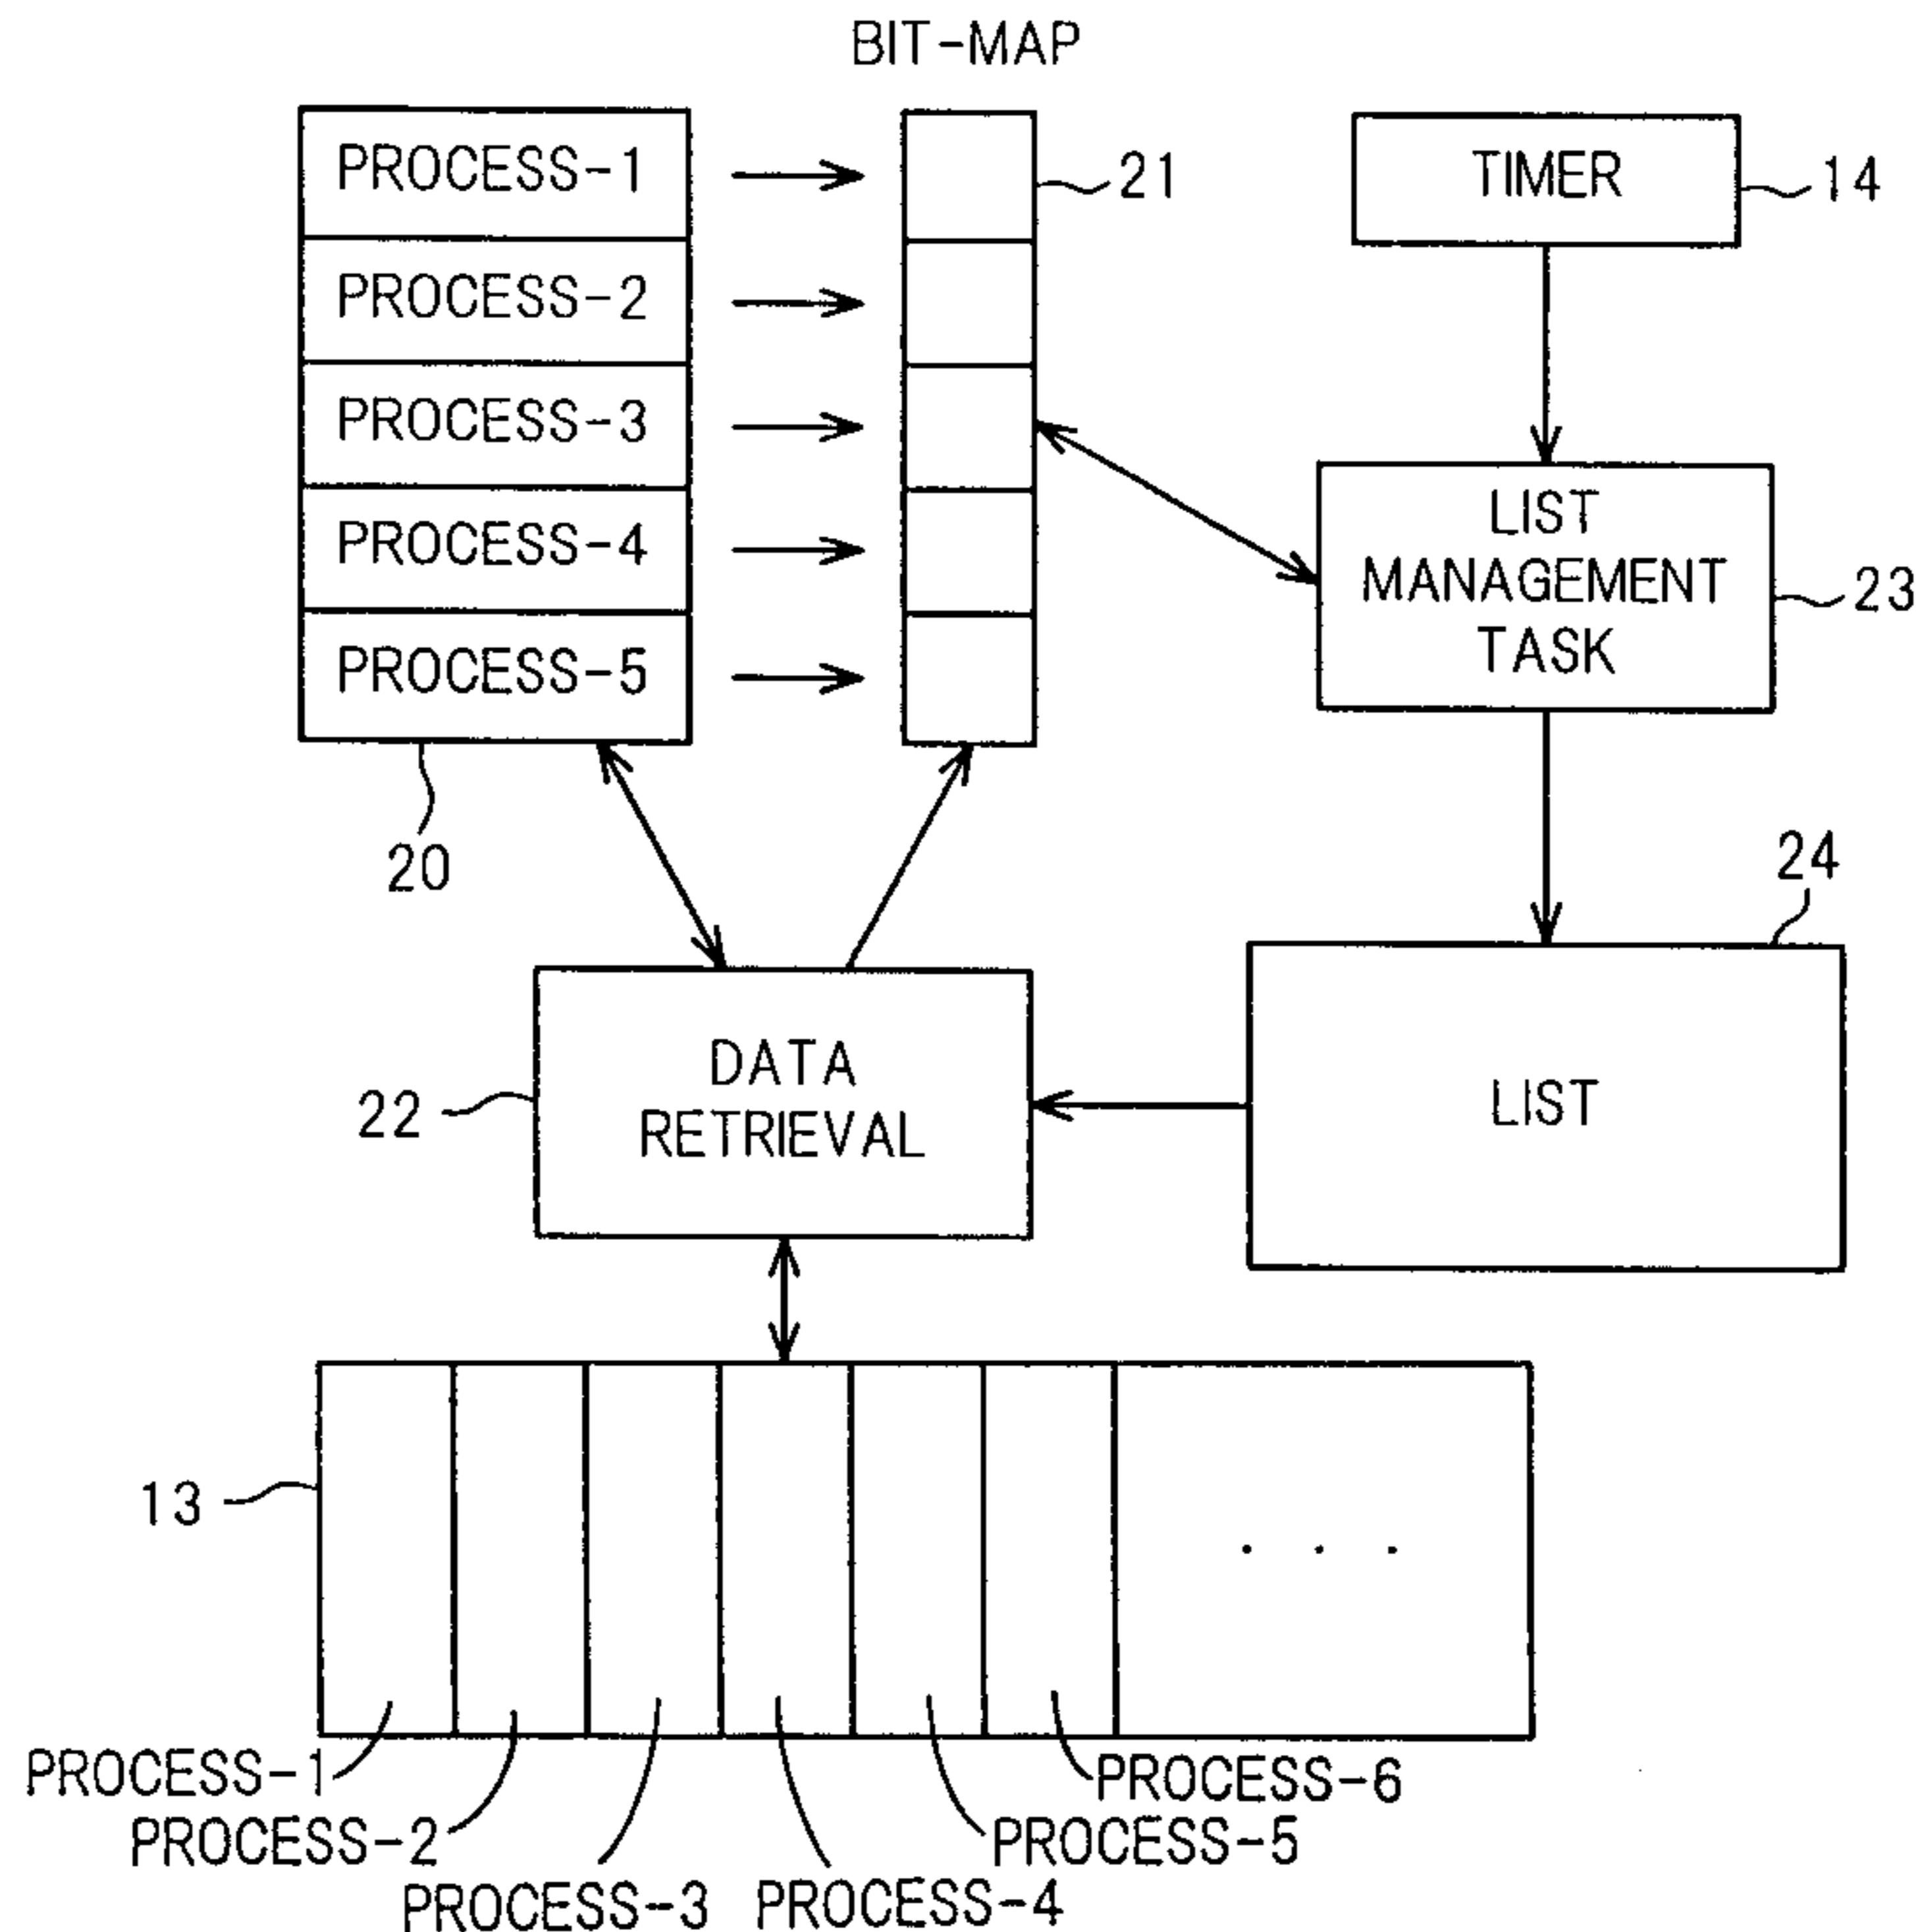 BIT-MAP
PROCESS-1
PROCESS-2
PROCESS-3
PROCESS-4
PROCESS-5
20
21
TIMER
14
LIST
MANAGEMENT
TASK
23
24
LIST
DATA
RETRIEVAL
22
13
. . .
PROCESS-1
PROCESS-2
PROCESS-3
PROCESS-4
PROCESS-5
PROCESS-6